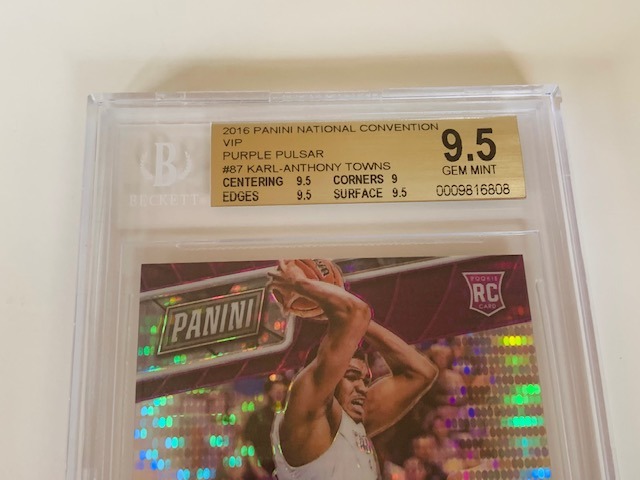 2016 PANINI NATIONAL CONVENTION
VIP
PURPLE PULSAR
#87 KARL-ANTHONY TOWNS
CENTERING 9.5 CORNERS 9
EDGES 9.5 SURFACE 9.5
9.5
GEM MINT
0009816808
B
BECKETT
PANINI
ROOKIE
RC
CARD